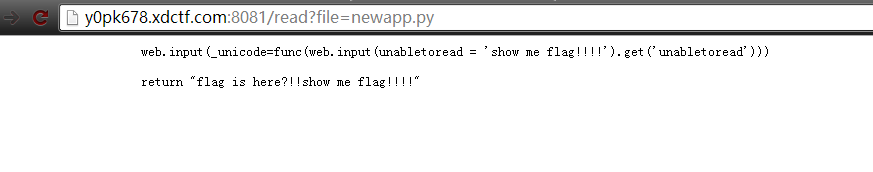 y0pk678.xdctf.com:8081/read?file=newapp.py
web.input(_unicode=func(web.input(unabletoread = 'show me flag!!!!').get('unabletoread')))
return "flag is here?!!show me flag!!!!"